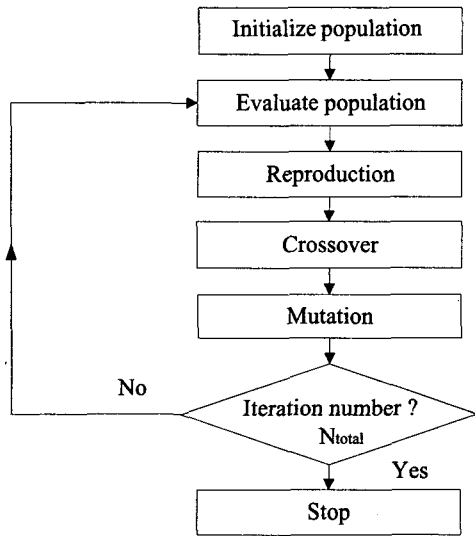 Initialize population
Evaluate population
Reproduction
Crossover
Mutation
Iteration number ?
Ntotal
No
Yes
Stop